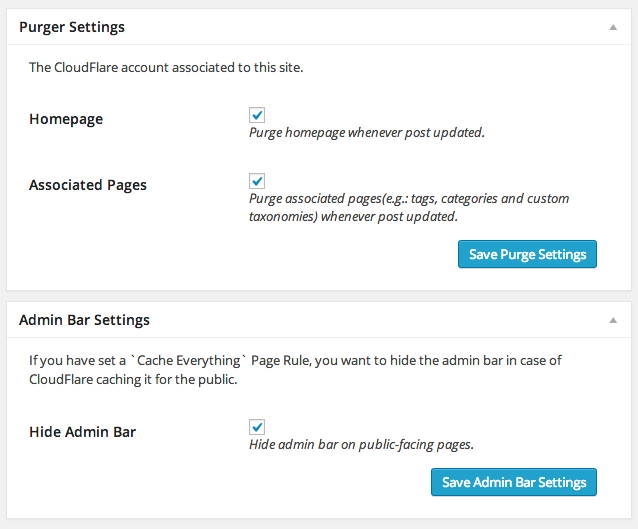 Purger Settings
The CloudFlare account associated to this site.
Homepage
Purge homepage whenever post updated.
Associated Pages
Purge associated pages(e.g.: tags, categories and custom
taxonomies) whenever post updated.
Save Purge Settings
Admin Bar Settings
If you have set a `Cache Everything` Page Rule, you want to hide the admin bar in case of
CloudFlare caching it for the public.
Hide Admin Bar
Hide admin bar on public-facing pages.
Save Admin Bar Settings